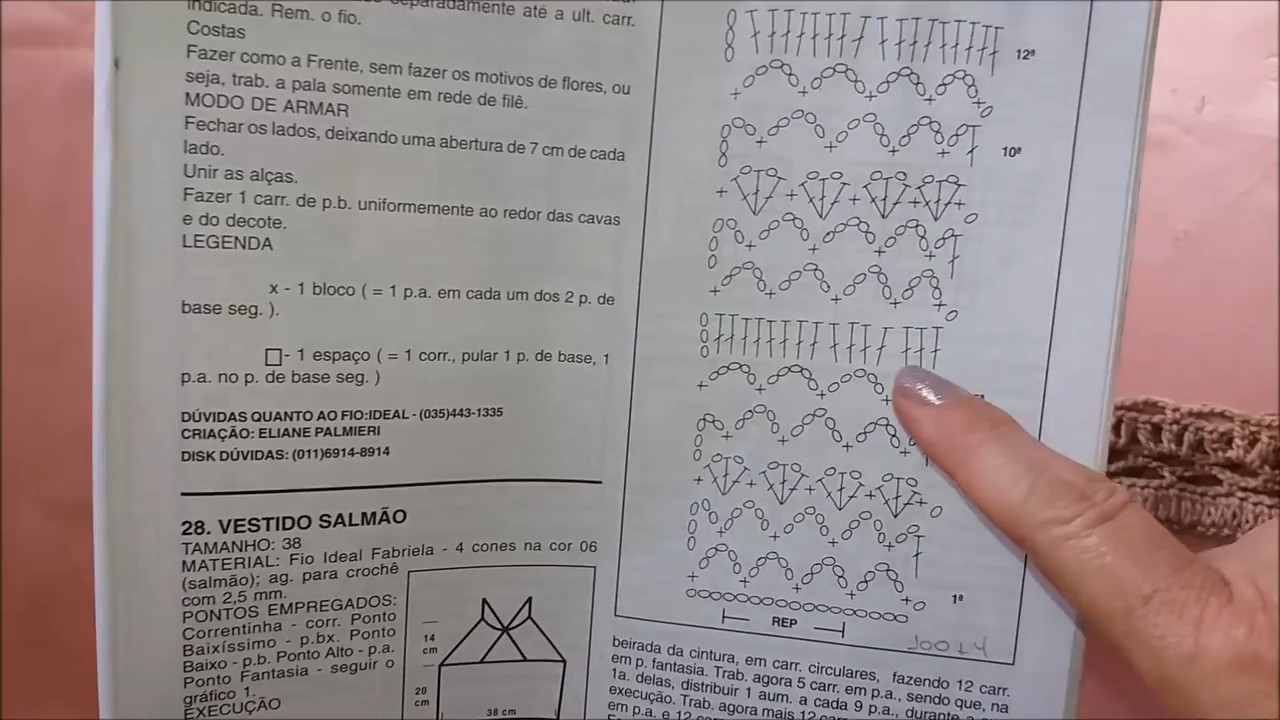 separadamente até a ult. carr.
indicada. Rem. o fio.
Costas
Fazer como a Frente, sem fazer os motivos de flores, ou
seja, trab. a pala somente em rede de filê.
MODO DE ARMAR
Fechar os lados, deixando uma abertura de 7 cm de cada
lado.
Unir as alças.
Fazer 1 carr. de p.b. uniformemente ao redor das cavas
e do decote.
LEGENDA
x - 1 bloco ( = 1 p.a. em cada um dos 2 p. de
base seg. ).
- 1 espaço ( = 1 corr., pular 1 p. de base, 1
p.a. no p. de base seg. )
DÚVIDAS QUANTO AO FIO:IDEAL - (035)443-1335
CRIAÇÃO: ELIANE PALMIERI
DISK DÚVIDAS: (011)6914-8914
28. VESTIDO SALMÃO
TAMANHO: 38
MATERIAL: Fio Ideal Fabriela - 4 cones na cor 06
(salmão); ag. para crochê
com 2,5 mm.
PONTOS EMPREGADOS:
Correntinha - corr. Ponto
Baixíssimo - p.bx. Ponto
Baixo - p.b. Ponto Alto - p.a.
Ponto Fantasia - seguir o
gráfico 1.
EXECUÇÃO
14
cm
20
cm
38 cm
12ª
10ª
1ª
REP
100+4
beirada da cintura, em carr. circulares, fazendo 12 carr.
em p. fantasia. Trab. agora 5 carr. em p.a., sendo que, na
1a. delas, distribuir 1 aum. a cada 9 p.a., durante a
execução. Trab. agora mais 12
em p.a. e 12